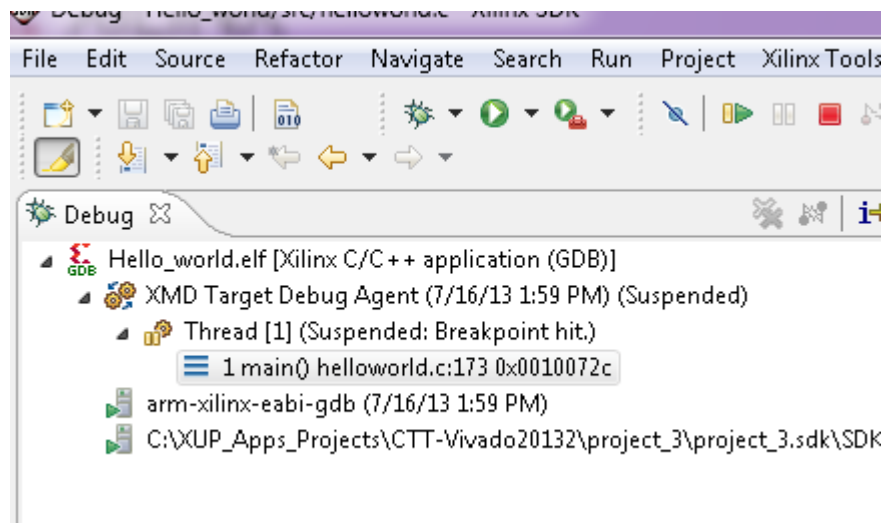 Debug - Hello_world/src/helloworld.c - Xilinx SDK
File Edit Source Refactor Navigate Search Run Project Xilinx Tools
010
Debug
GDB Hello_world.elf [Xilinx C/C++ application (GDB)]
XMD Target Debug Agent (7/16/13 1:59 PM) (Suspended)
Thread [1] (Suspended: Breakpoint hit.)
1 main() helloworld.c:173 0x0010072c
arm-xilinx-eabi-gdb (7/16/13 1:59 PM)
C:\XUP_Apps_Projects\CTT-Vivado20132\project_3\project_3.sdk\SDK